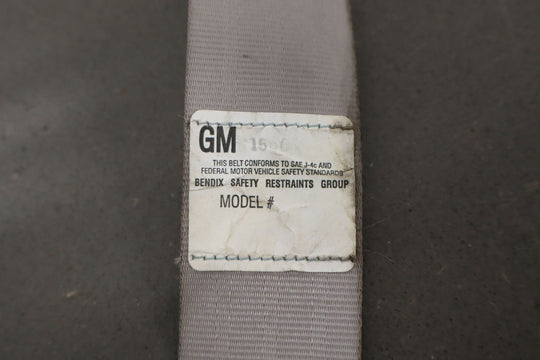 GM
THIS BELT CONFORMS TO SAE J-4c AND
FEDERAL MOTOR VEHICLE SAFETY STANDARDS
BENDIX SAFETY RESTRAINTS GROUP
MODEL #